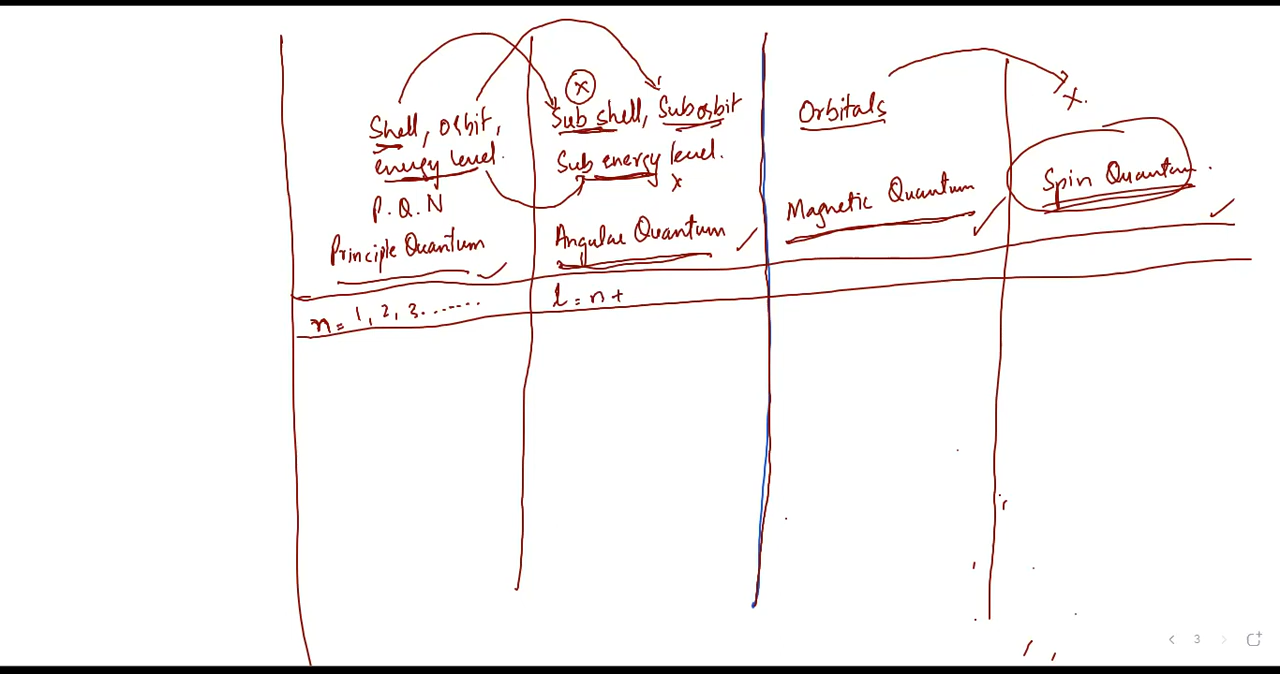 Shell, Orbit,
energy level.
P.Q.N
Principle Quantum
x
Sub shell, Suborbit
Sub energy level.
x
Angular Quantum
Orbitals
Magnetic Quantum
x.
Spin Quantum.
n = 1, 2, 3.......
l = n +
3